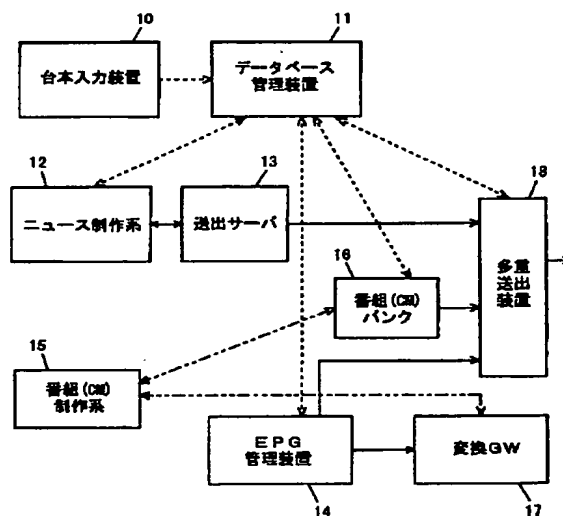 10
11
台本入力装置
データベース
管理装置
12
13
18
ニュース制作系
送出サーバ
多重
送出
装置
16
番組(CM)
バンク
15
番組(CM)
制作系
EPG
管理装置
変換GW
14
17